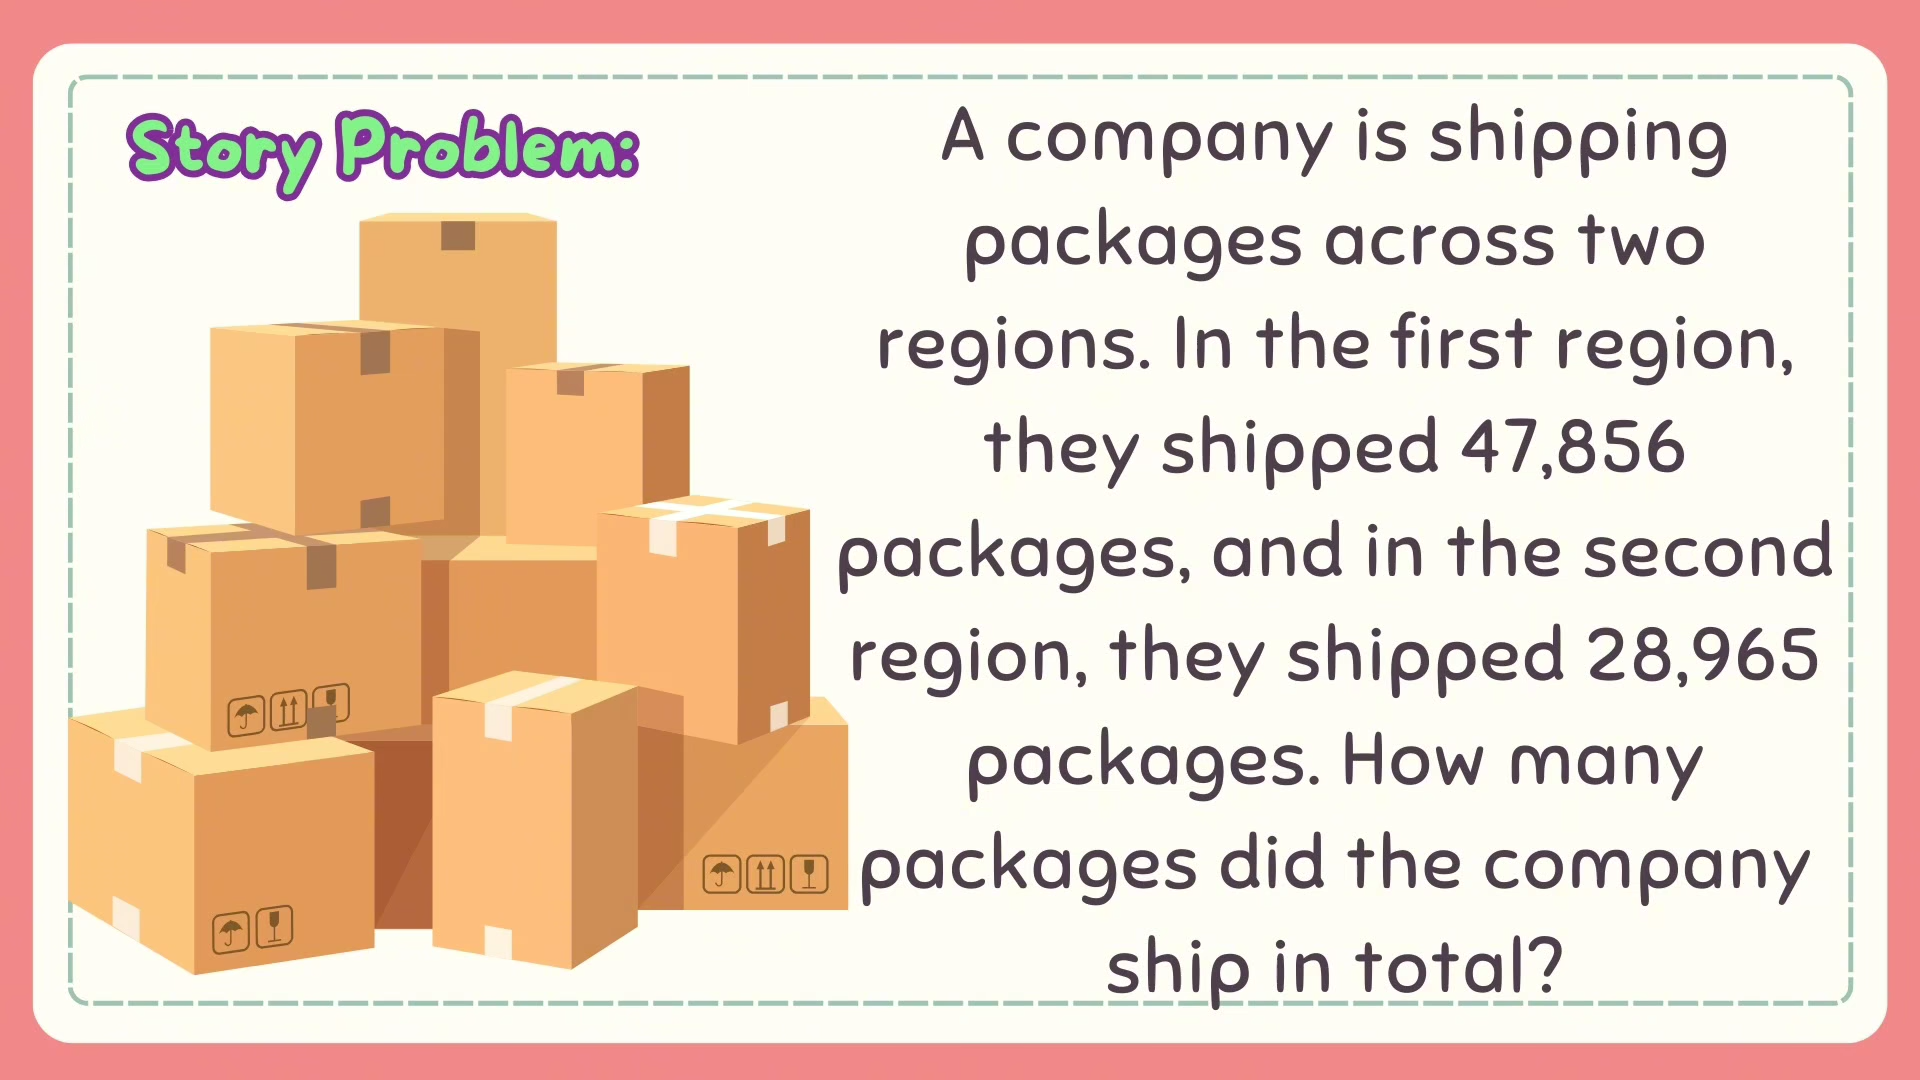 Story Problem:
A company is shipping
packages across two
regions. In the first region,
they shipped 47,856
packages, and in the second
region, they shipped 28,965
packages. How many
packages did the company
ship in total?